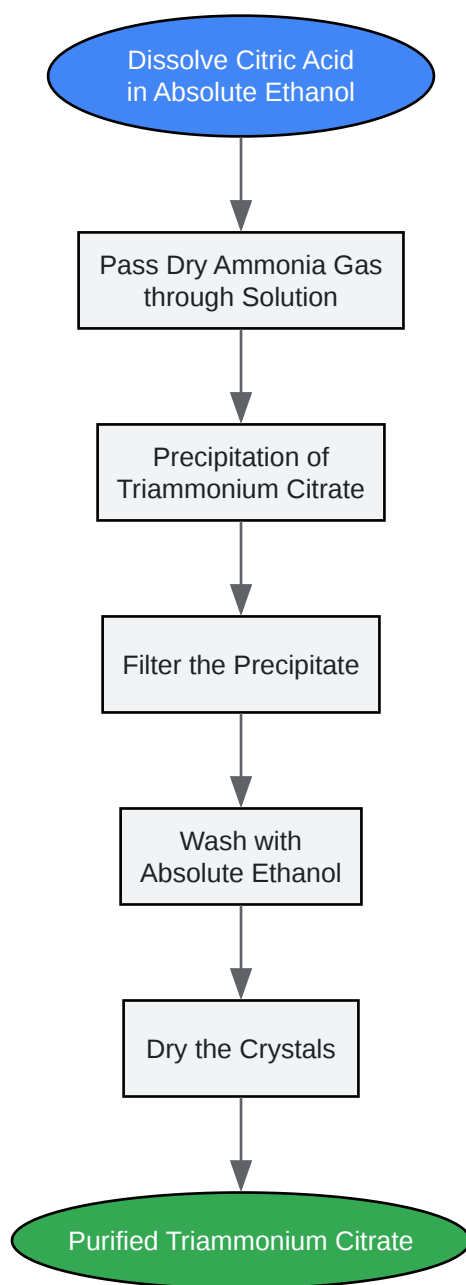 Dissolve Citric Acid
in Absolute Ethanol
Pass Dry Ammonia Gas
through Solution
Precipitation of
Triammonium Citrate
Filter the Precipitate
Wash with
Absolute Ethanol
Dry the Crystals
Purified Triammonium Citrate